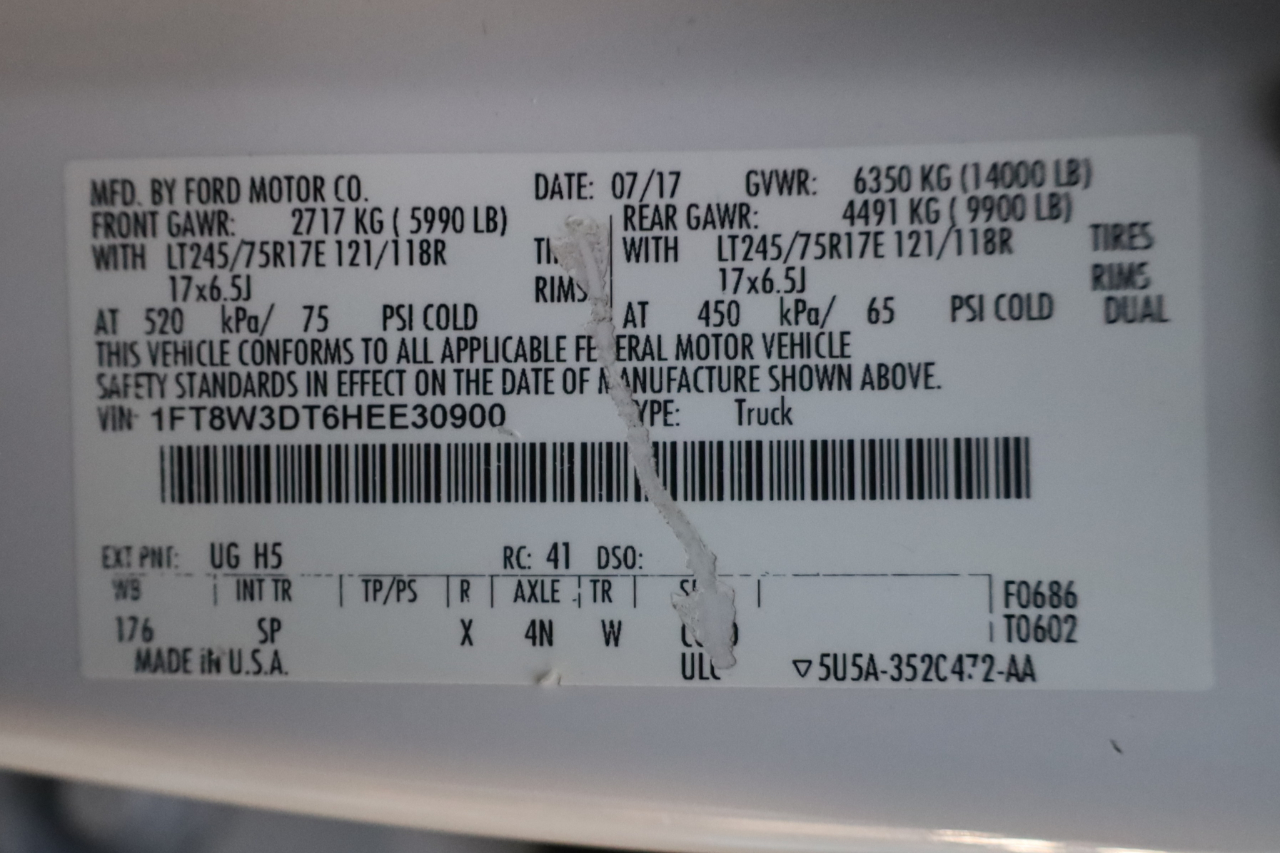 MFD. BY FORD MOTOR CO. DATE: 07/17 GVWR: 6350 KG (14000 LB)
FRONT GAWR: 2717 KG ( 5990 LB) REAR GAWR: 4491 KG ( 9900 LB)
WITH LT245/75R17E 121/118R WITH LT245/75R17E 121/118R TIRES
17x6.5J RIMS 17x6.5J RIMS
AT 520 kPa/ 75 PSI COLD AT 450 kPa/ 65 PSI COLD DUAL
THIS VEHICLE CONFORMS TO ALL APPLICABLE FE ERAL MOTOR VEHICLE
SAFETY STANDARDS IN EFFECT ON THE DATE OF MANUFACTURE SHOWN ABOVE.
VIN: 1FT8W3DT6HEE30900 YPE: Truck
EXT PNT: UG H5 RC: 41 DSO:
WB INT TR TP/PS R AXLE TR F0686
176 SP X 4N W T0602
MADE IN U.S.A. 5U5A-352C472-AA